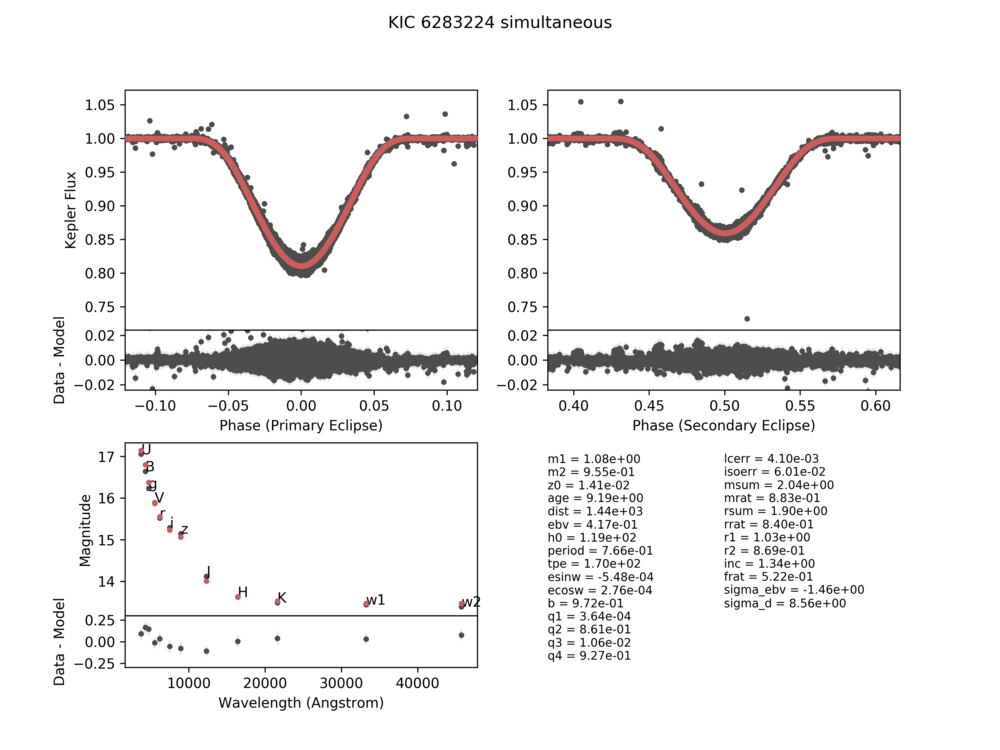 KIC 6283224 simultaneous
1.05
1.00
0.95
0.90
0.85
0.80
0.75
Kepler Flux
0.02
0.00
−0.02
Data - Model
−0.10
−0.05
0.00
0.05
0.10
Phase (Primary Eclipse)
1.05
1.00
0.95
0.90
0.85
0.80
0.75
0.02
0.00
−0.02
0.40
0.45
0.50
0.55
0.60
Phase (Secondary Eclipse)
17
16
15
14
Magnitude
U
B
g
V
r
i
z
J
H
K
w1
w2
0.25
0.00
−0.25
Data - Model
10000
20000
30000
40000
Wavelength (Angstrom)
m1 = 1.08e+00
m2 = 9.55e-01
z0 = 1.41e-02
age = 9.19e+00
dist = 1.44e+03
ebv = 4.17e-01
h0 = 1.19e+02
period = 7.66e-01
tpe = 1.70e+02
esinw = -5.48e-04
ecosw = 2.76e-04
b = 9.72e-01
q1 = 3.64e-04
q2 = 8.61e-01
q3 = 1.06e-02
q4 = 9.27e-01
lcerr = 4.10e-03
isoerr = 6.01e-02
msum = 2.04e+00
mrat = 8.83e-01
rsum = 1.90e+00
rrat = 8.40e-01
r1 = 1.03e+00
r2 = 8.69e-01
inc = 1.34e+00
frat = 5.22e-01
sigma_ebv = -1.46e+00
sigma_d = 8.56e+00